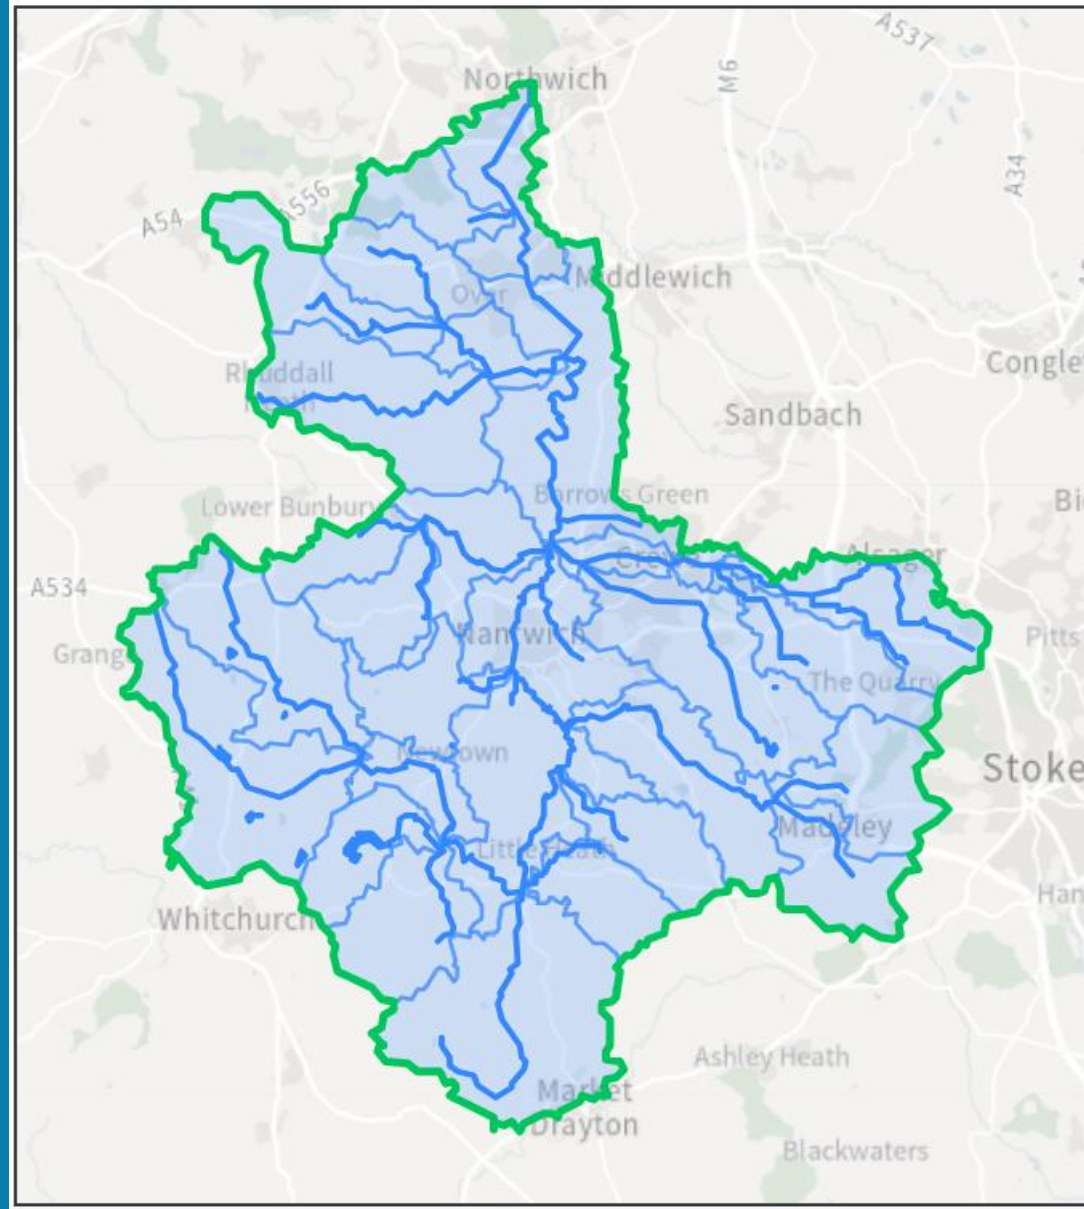 A537
Northwich
M6
A34
A556
A54
Middlewich
Over
Congle
Rhuddall
Heath
Sandbach
Barrows Green
Lower Bunbury
Bi
Crewe
Alsager
A534
Nantwich
Pitts
Grang
The Quarry
Newtown
Stoke
Madeley
Little Heath
Whitchurch
Han
Ashley Heath
Market
Drayton
Blackwaters